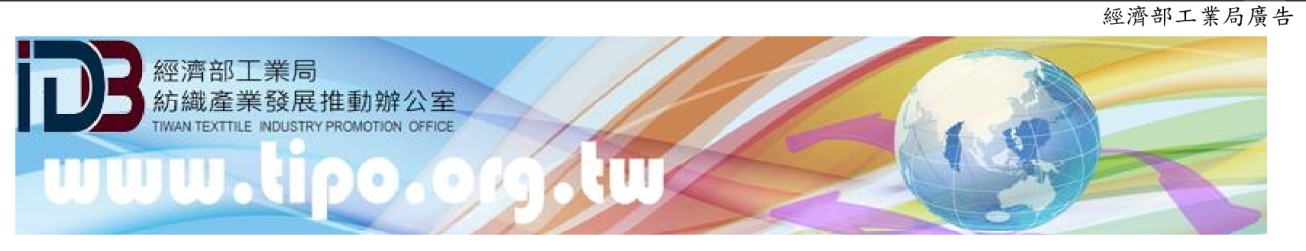 經濟部工業局廣告
iDB
經濟部工業局
紡織產業發展推動辦公室
TIWAN TEXTTILE INDUSTRY PROMOTION OFFICE
www.tipo.org.tw